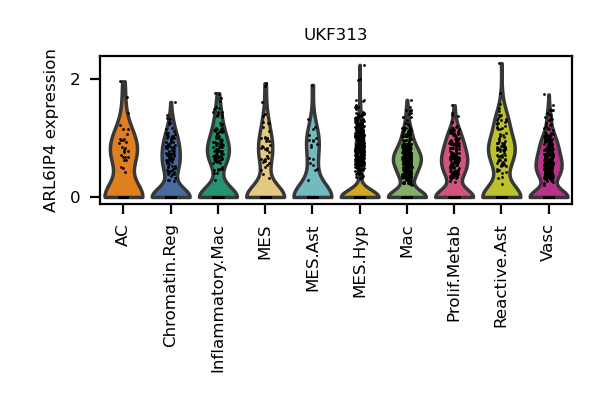 UKF313
ARL6IP4 expression
2
0
AC
Chromatin.Reg
Inflammatory.Mac
MES
MES.Ast
MES.Hyp
Mac
Prolif.Metab
Reactive.Ast
Vasc